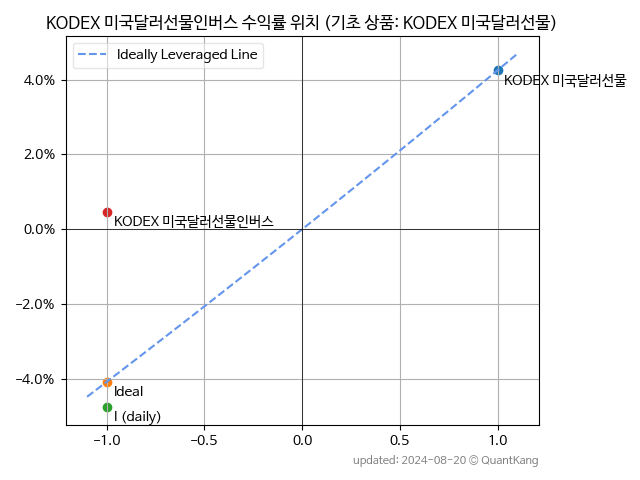 KODEX 미국달러선물인버스 수익률 위치 (기초 상품: KODEX 미국달러선물)
Ideally Leveraged Line
4.0%
KODEX 미국달러선물
2.0%
KODEX 미국달러선물인버스
0.0%
-2.0%
-4.0%
Ideal
I (daily)
-1.0 -0.5 0.0 0.5 1.0
updated: 2024-08-20 © QuantKang